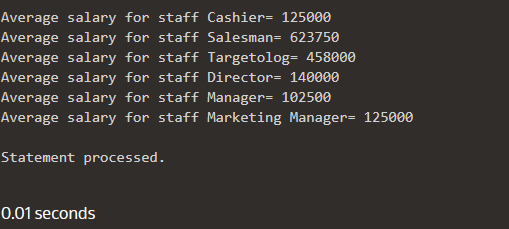 Average salary for staff Cashier= 125000
Average salary for staff Salesman= 623750
Average salary for staff Targetolog= 458000
Average salary for staff Director= 140000
Average salary for staff Manager= 102500
Average salary for staff Marketing Manager= 125000
Statement processed.
0.01 seconds